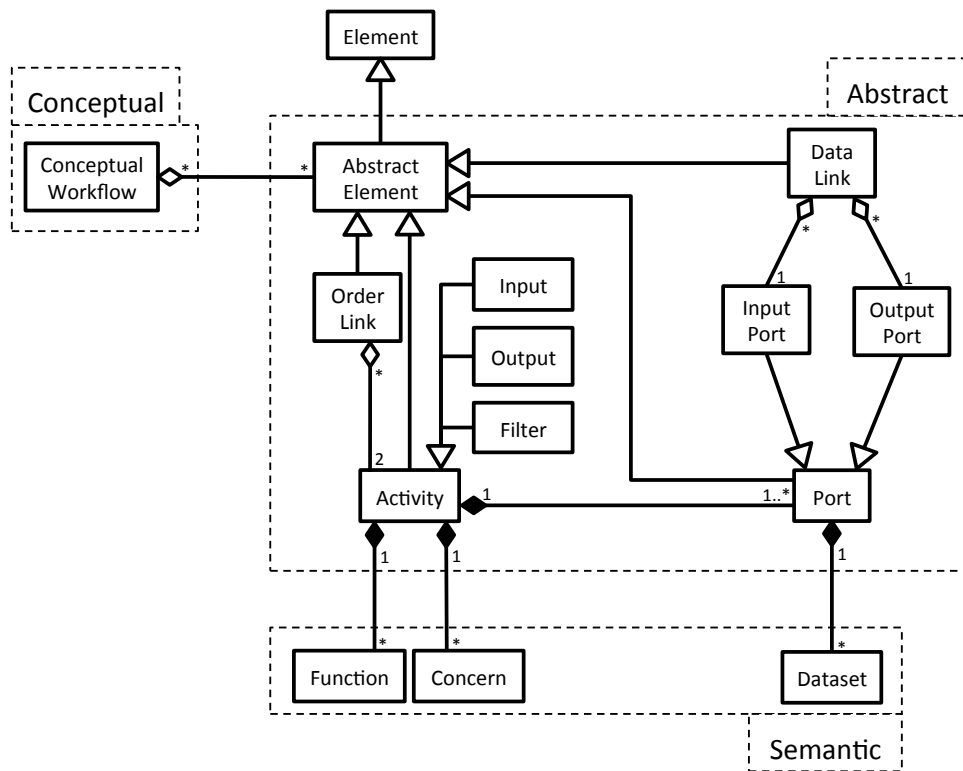 Element
Conceptual
Abstract
Conceptual
Workflow
*
*
Abstract
Element
Data
Link
*
*
Input
1
1
Order
Link
Input
Port
Output
Port
Output
*
Filter
2
Activity
1
1..*
Port
1
1
1
*
*
*
Function
Concern
Dataset
Semantic